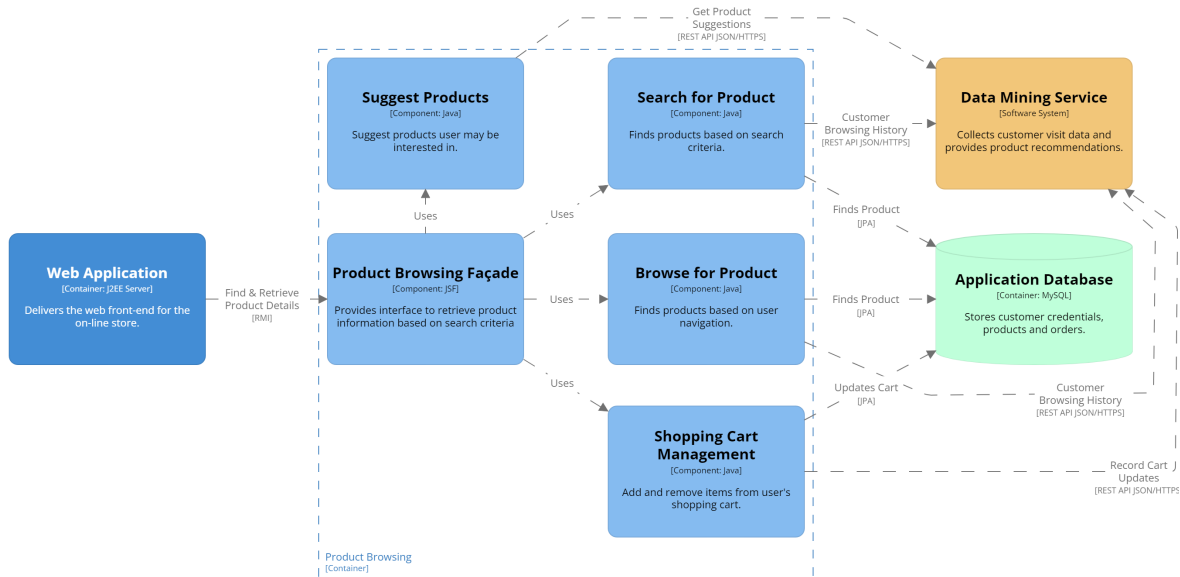 Get Product
Suggestions
[REST API JSON/HTTPS]
Suggest Products
[Component: Java]
Suggest products user may be
interested in.
Search for Product
[Component: Java]
Finds products based on search
criteria.
Customer
Browsing History
[REST API JSON/HTTPS]
Data Mining Service
[Software System]
Collects customer visit data and
provides product recommendations.
Uses
Uses
Finds Product
[JPA]
Web Application
[Container: J2EE Server]
Delivers the web front-end for the
on-line store.
Find & Retrieve
Product Details
[RMI]
Product Browsing Façade
[Component: JSF]
Provides interface to retrieve product
information based on search criteria
Uses
Browse for Product
[Component: Java]
Finds products based on user
navigation.
Finds Product
[JPA]
Application Database
[Container: MySQL]
Stores customer credentials,
products and orders.
Uses
Updates Cart
[JPA]
Customer
Browsing History
[REST API JSON/HTTPS]
Shopping Cart
Management
[Component: Java]
Add and remove items from user's
shopping cart.
Record Cart
Updates
[REST API JSON/HTTPS
Product Browsing
[Container]